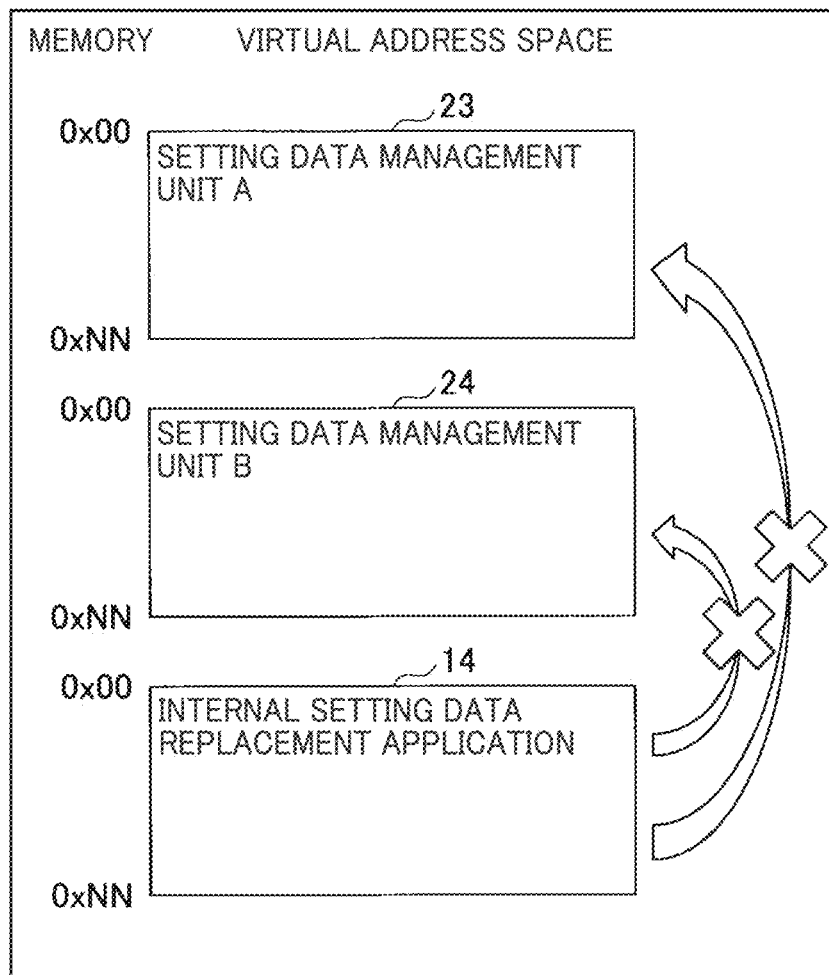 MEMORY VIRTUAL ADDRESS SPACE
23
0x00
SETTING DATA MANAGEMENT
UNIT A
0xNN
24
0x00
SETTING DATA MANAGEMENT
UNIT B
0xNN
14
0x00
INTERNAL SETTING DATA
REPLACEMENT APPLICATION
0xNN